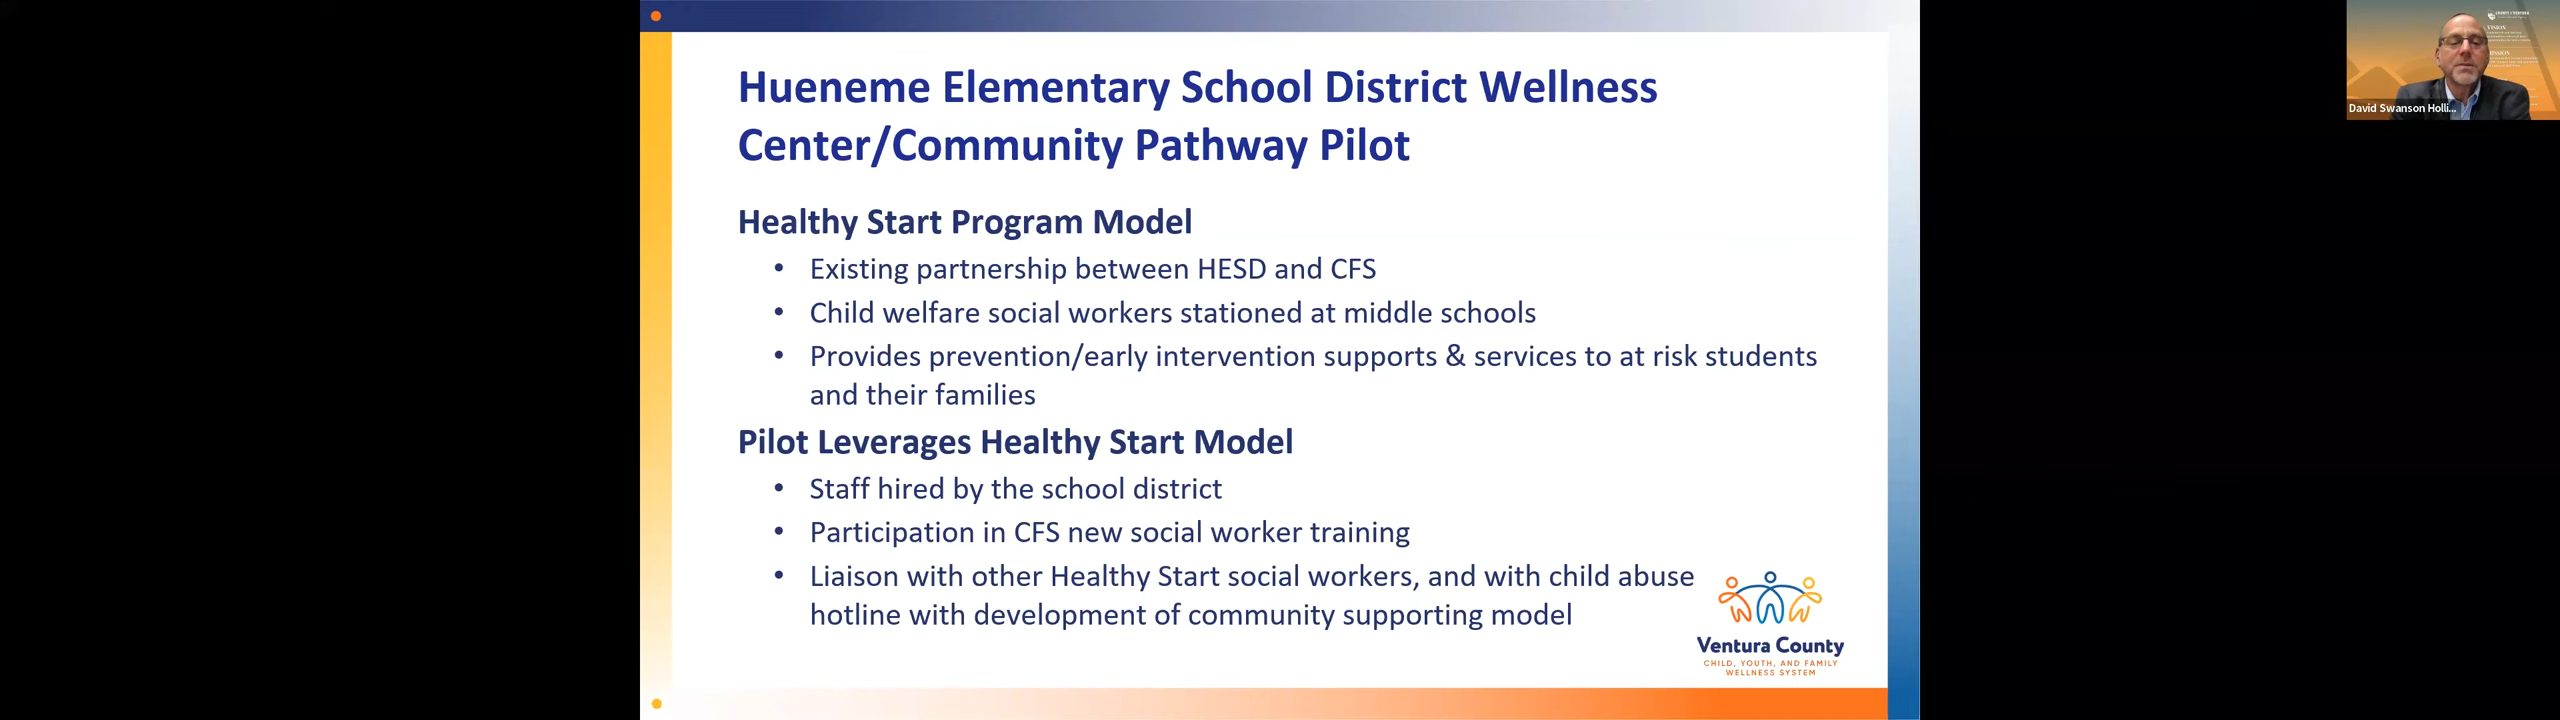 Hueneme Elementary School District Wellness
Center/Community Pathway Pilot
Healthy Start Program Model
• Existing partnership between HESD and CFS
• Child welfare social workers stationed at middle schools
• Provides prevention/early intervention supports & services to at risk students
and their families
Pilot Leverages Healthy Start Model
• Staff hired by the school district
• Participation in CFS new social worker training
• Liaison with other Healthy Start social workers, and with child abuse
hotline with development of community supporting model
Ventura County
CHILD, YOUTH, AND FAMILY
WELLNESS SYSTEM
David Swanson Holli...
VISION